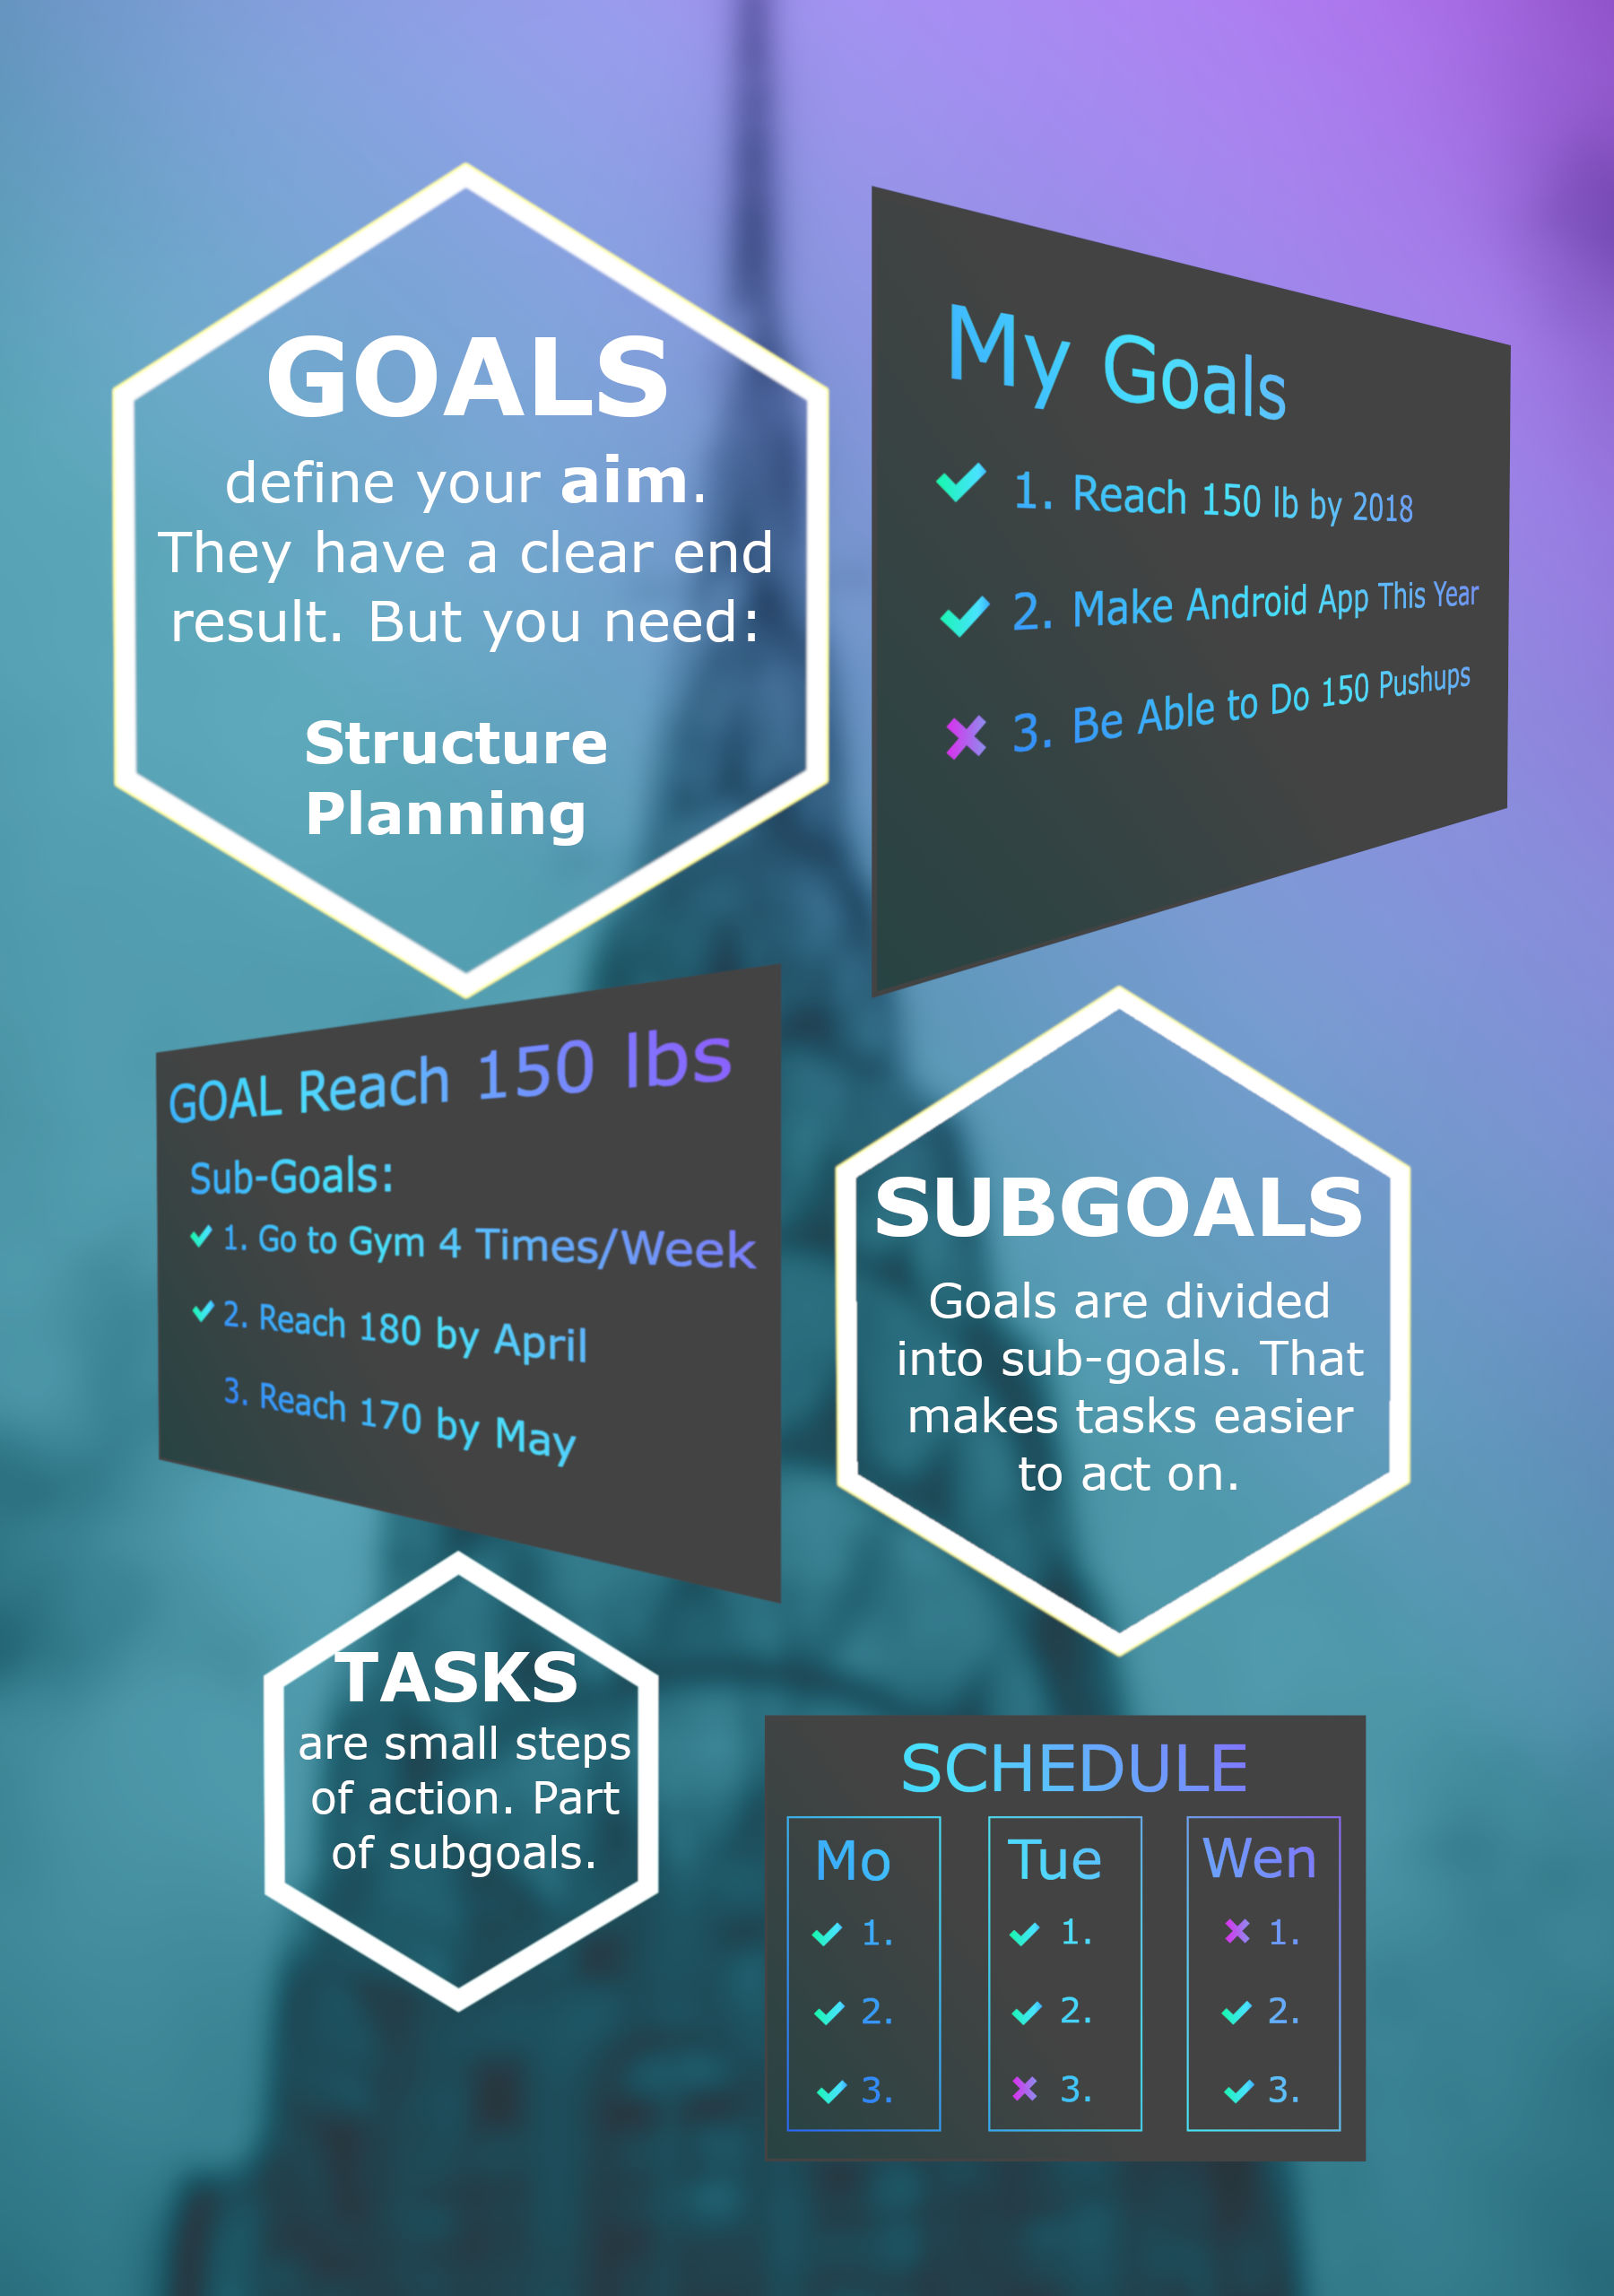 GOALS
define your aim.
They have a clear end
result. But you need:
Structure
Planning
My Goals
1. Reach 150 lb by 2018
2. Make Android App This Year
3. Be Able to Do 150 Pushups
GOAL Reach 150 lbs
Sub-Goals:
1. Go to Gym 4 Times/Week
2. Reach 180 by April
3. Reach 170 by May
SUBGOALS
Goals are divided
into sub-goals. That
makes tasks easier
to act on.
TASKS
are small steps
of action. Part
of subgoals.
SCHEDULE
Mo Tue Wen
1. 1. 1.
2. 2. 2.
3. 3. 3.